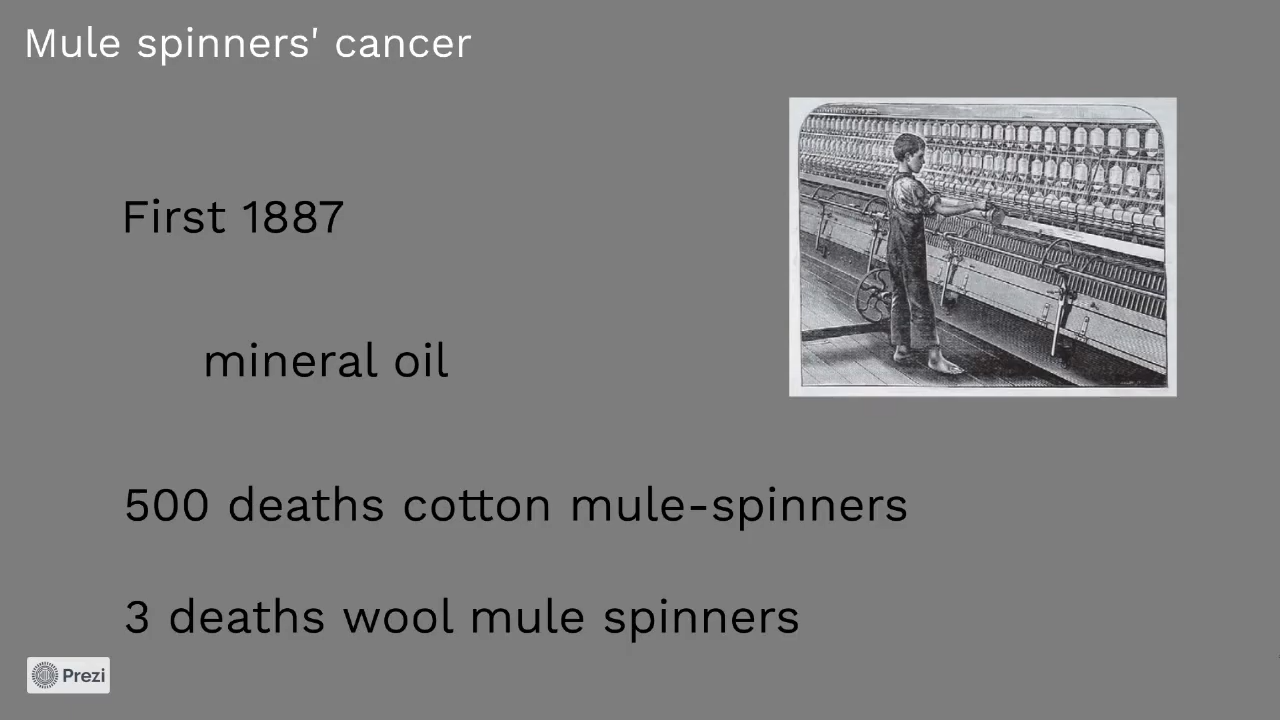 Mule spinners' cancer
First 1887
mineral oil
500 deaths cotton mule-spinners
3 deaths wool mule spinners
Prezi